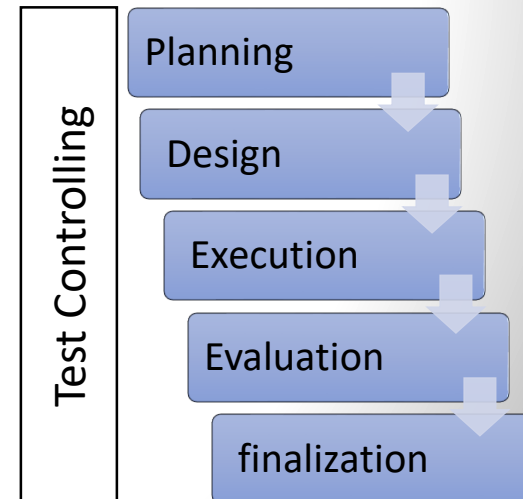 Test Controlling
Planning
Design
Execution
Evaluation
finalization